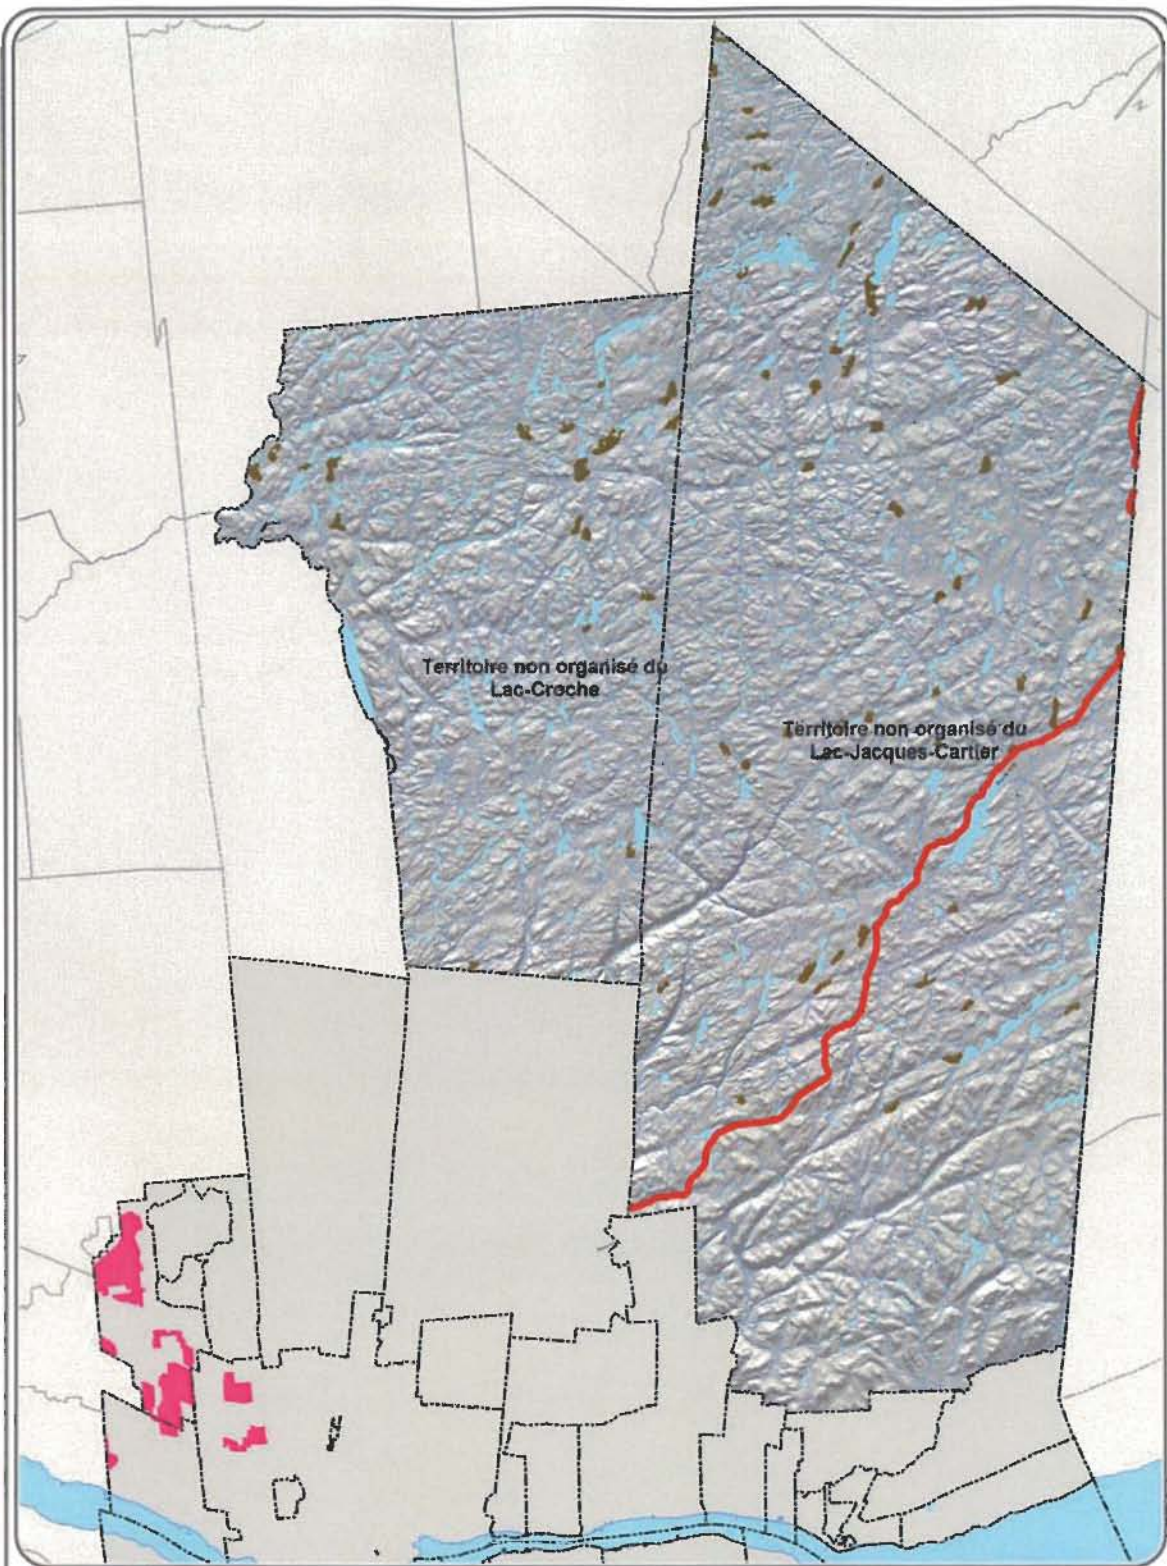 Territoire non organisé du
Lac-Croche
Territoire non organisé du
Lac-Jacques-Cartier